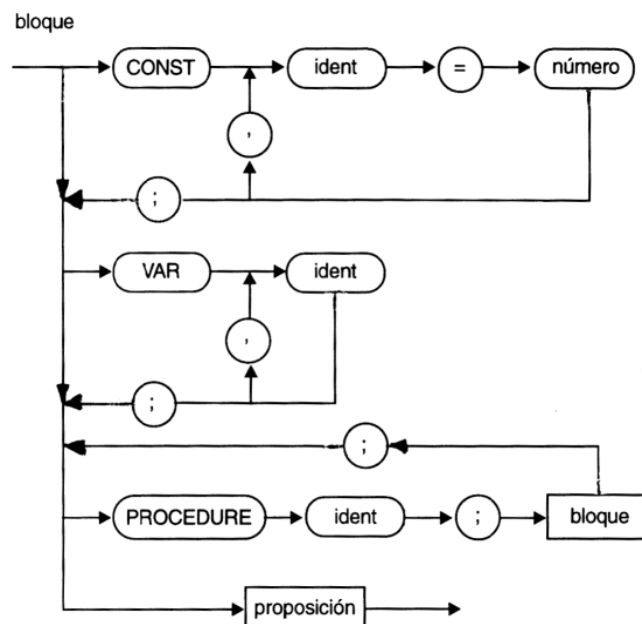 bloque
CONST ident = número
,
;
VAR ident
,
;
;
PROCEDURE ident ; bloque
proposición